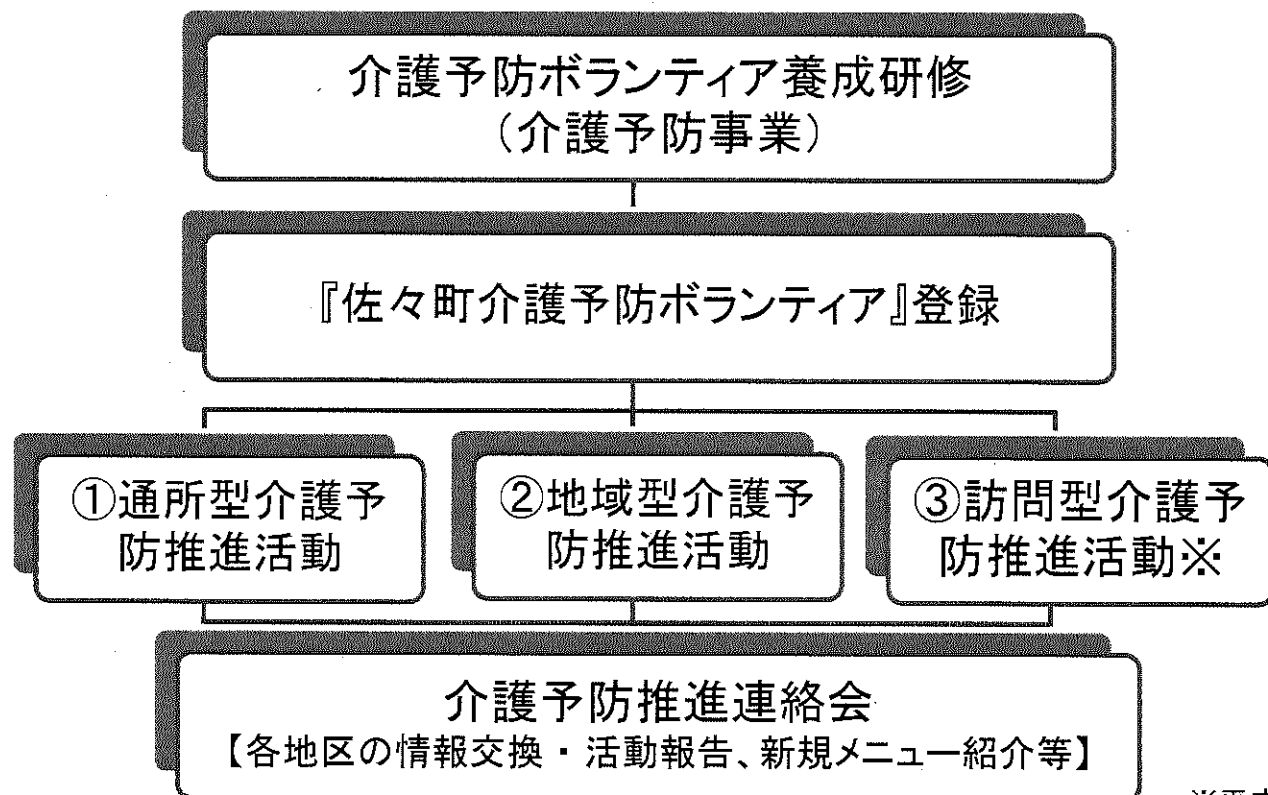 介護予防ボランティア養成研修
（介護予防事業）
『佐々町介護予防ボランティア』登録
①通所型介護予
防推進活動
②地域型介護予
防推進活動
③訪問型介護予
防推進活動※
介護予防推進連絡会
【各地区の情報交換・活動報告、新規メニュー紹介等】